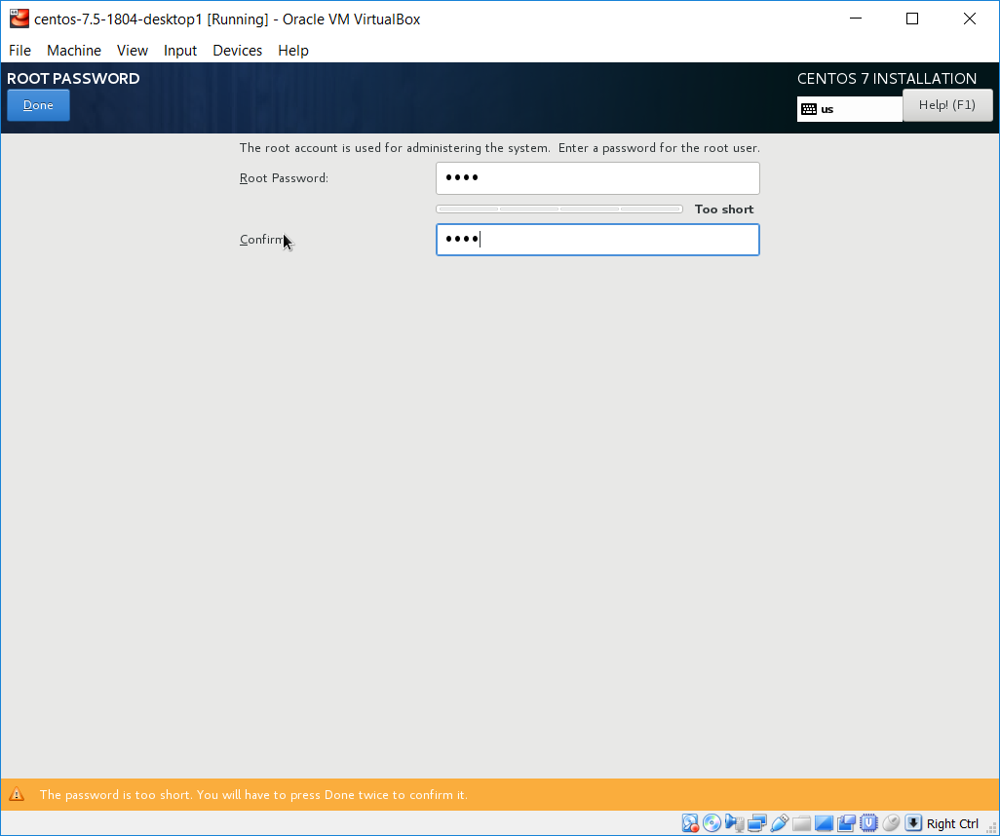 centos-7.5-1804-desktop1 [Running] - Oracle VM VirtualBox
File Machine View Input Devices Help
ROOT PASSWORD
CENTOS 7 INSTALLATION
Done
us
Help! (F1)
The root account is used for administering the system.  Enter a password for the root user.
Root Password:
••••
Too short
Confirm
••••
The password is too short. You will have to press Done twice to confirm it.
Right Ctrl